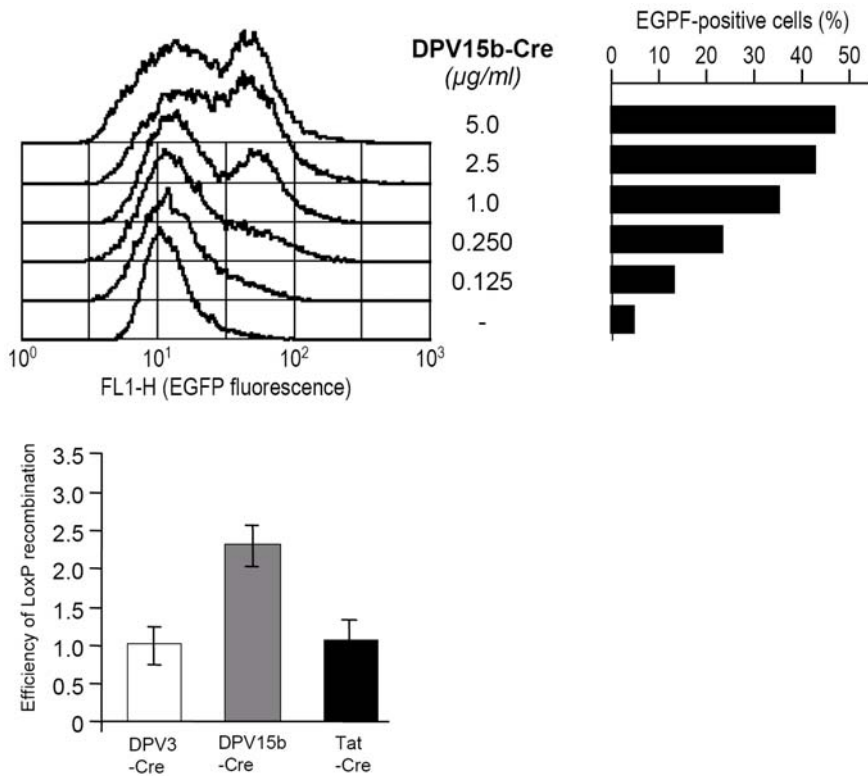 EGPF-positive cells (%)
DPV15b-Cre
(µg/ml)
0 10 20 30 40 50
5.0
2.5
1.0
0.250
0.125
-
10⁰ 10¹ 10² 10³
FL1-H (EGFP fluorescence)
Efficiency of LoxP recombination
3.5
3.0
2.5
2.0
1.5
1.0
0.5
0
DPV3 DPV15b Tat
-Cre -Cre -Cre